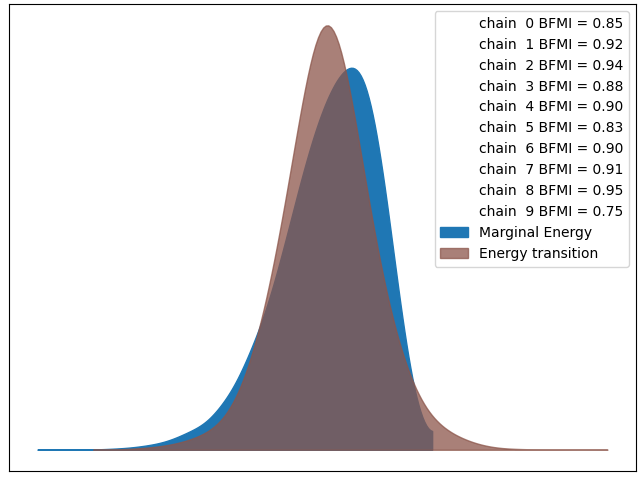 chain  0 BFMI = 0.85
chain  1 BFMI = 0.92
chain  2 BFMI = 0.94
chain  3 BFMI = 0.88
chain  4 BFMI = 0.90
chain  5 BFMI = 0.83
chain  6 BFMI = 0.90
chain  7 BFMI = 0.91
chain  8 BFMI = 0.95
chain  9 BFMI = 0.75
Marginal Energy
Energy transition